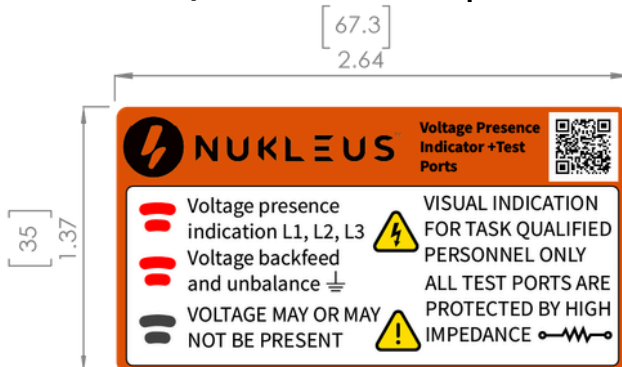 [67.3]
2.64
[35]
1.37
NUKLEUS
Voltage Presence
Indicator +Test
Ports
Voltage presence
indication L1, L2, L3
Voltage backfeed
and unbalance
VOLTAGE MAY OR MAY
NOT BE PRESENT
VISUAL INDICATION
FOR TASK QUALIFIED
PERSONNEL ONLY
ALL TEST PORTS ARE
PROTECTED BY HIGH
IMPEDANCE